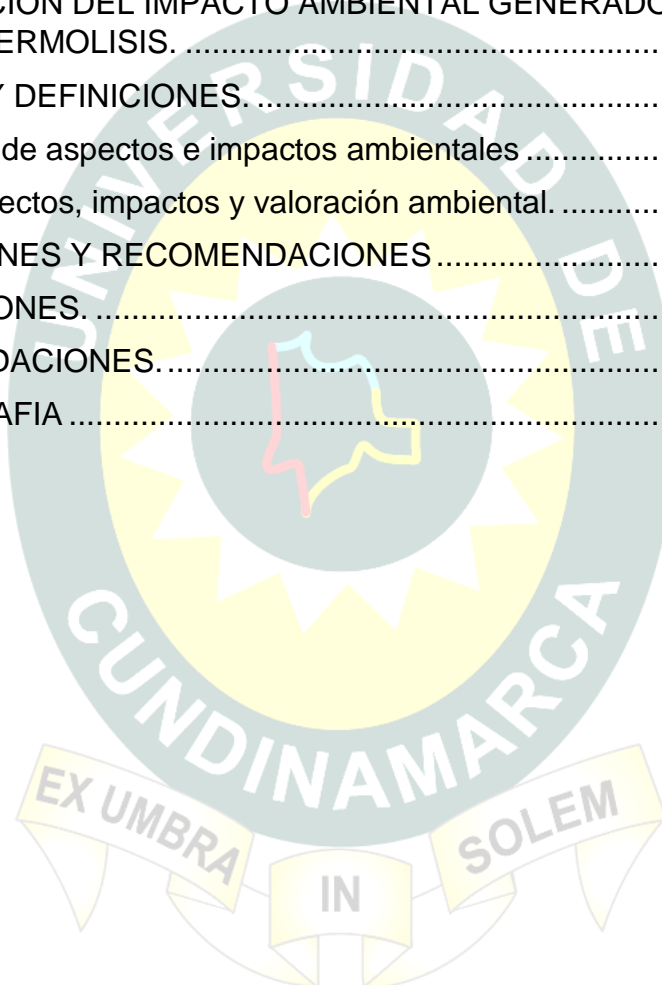 CION DEL IMPACTO AMBIENTAL GENERADO
ERMOLISIS. ................................................
Y DEFINICIONES. ........................................
de aspectos e impactos ambientales ..............
ectos, impactos y valoración ambiental. ..........
NES Y RECOMENDACIONES ......................
ONES. ........................................................
DACIONES. ................................................
AFIA ...........................................................
UNIVERSIDAD DE
CUNDINAMARCA
EX UMBRA
IN
SOLEM